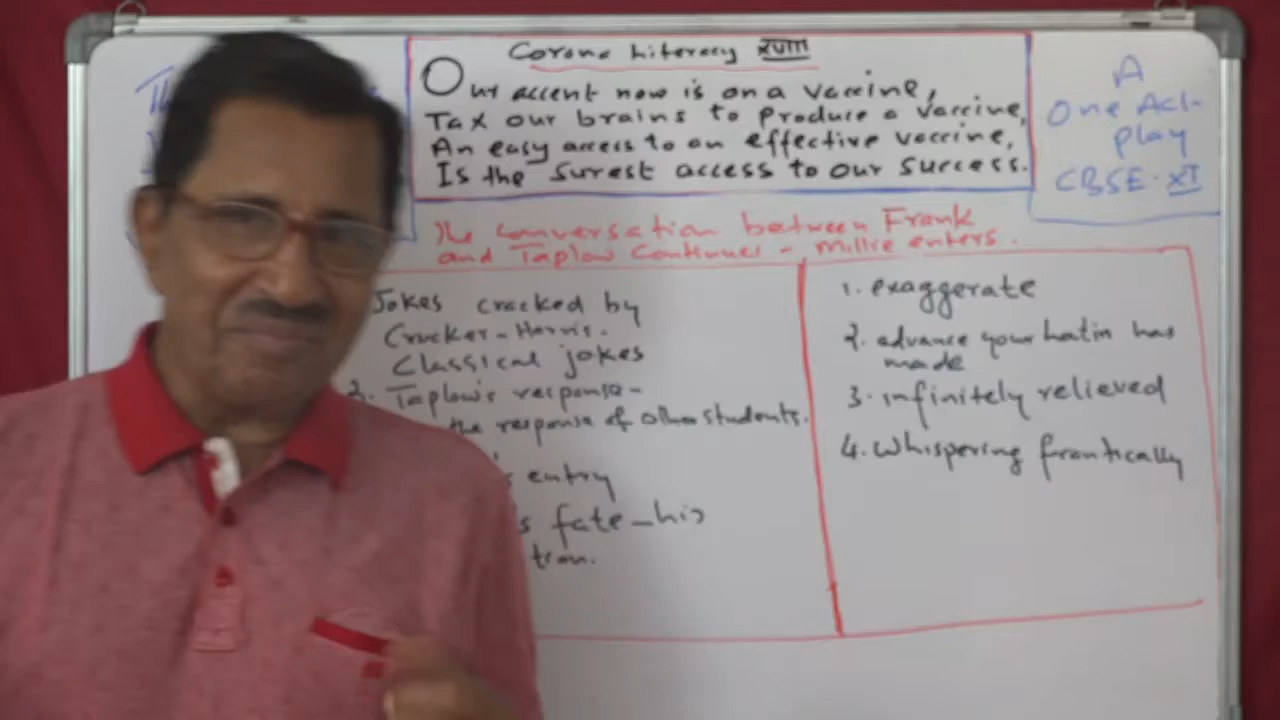 Corona Literacy XVIII
Our accent now is on a vaccine,
Tax our brains to produce a vaccine,
An easy access to an effective vaccine,
Is the surest access to our success.
A
One Act-
play
CBSE - XI
The conversation between Frank
and Taplow continues - Millie enters.
Jokes cracked by
Crocker-Harris.
Classical jokes
2. Taplow's response -
the response of other students.
entry
fate - his
1. exaggerate
2. advance your Latin has
made
3. infinitely relieved
4. Whispering frantically